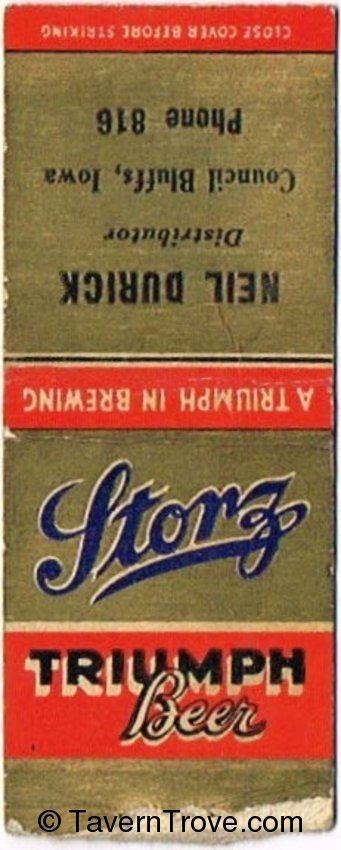 CLOSE COVER BEFORE STRIKING
NEIL DURICK
Distributor
Council Bluffs, Iowa
Phone 816
A TRIUMPH IN BREWING
Storz
TRIUMPH
Beer
© TavernTrove.com